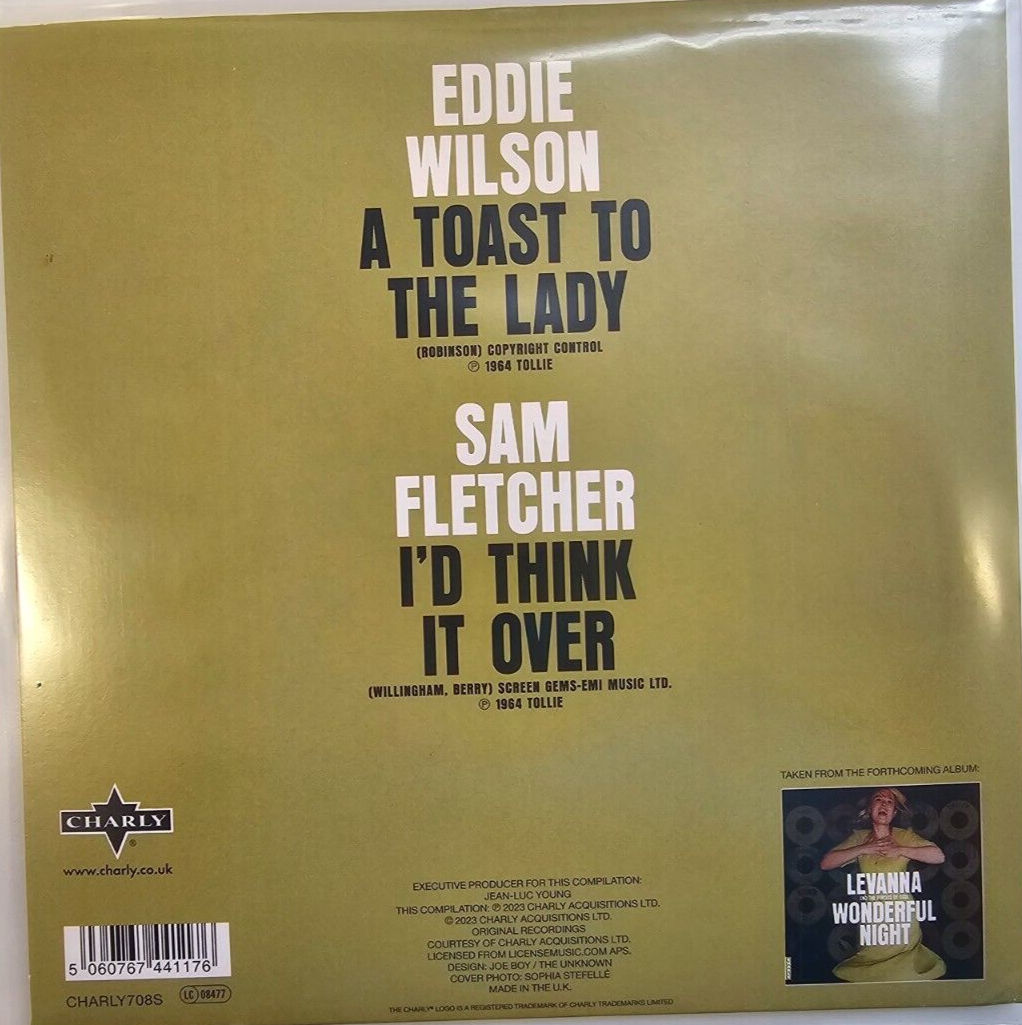 EDDIE
WILSON
A TOAST TO
THE LADY
(ROBINSON) COPYRIGHT CONTROL
℗ 1964 TOLLIE
SAM
FLETCHER
I'D THINK
IT OVER
(WILLINGHAM, BERRY) SCREEN GEMS-EMI MUSIC LTD.
℗ 1964 TOLLIE
TAKEN FROM THE FORTHCOMING ALBUM:
LEVANNA
WONDERFUL
NIGHT
CHARLY®
www.charly.co.uk
EXECUTIVE PRODUCER FOR THIS COMPILATION:
JEAN-LUC YOUNG
THIS COMPILATION: ℗ 2023 CHARLY ACQUISITIONS LTD.
© 2023 CHARLY ACQUISITIONS LTD.
ORIGINAL RECORDINGS
COURTESY OF CHARLY ACQUISITIONS LTD.
LICENSED FROM LICENSEMUSIC.COM APS.
DESIGN: JOE BOY / THE UNKNOWN
COVER PHOTO: SOPHIA STEFELLÉ
MADE IN THE U.K.
5 060767 441176
CHARLY708S LC 08477
THE CHARLY® LOGO IS A REGISTERED TRADEMARK OF CHARLY TRADEMARKS LIMITED